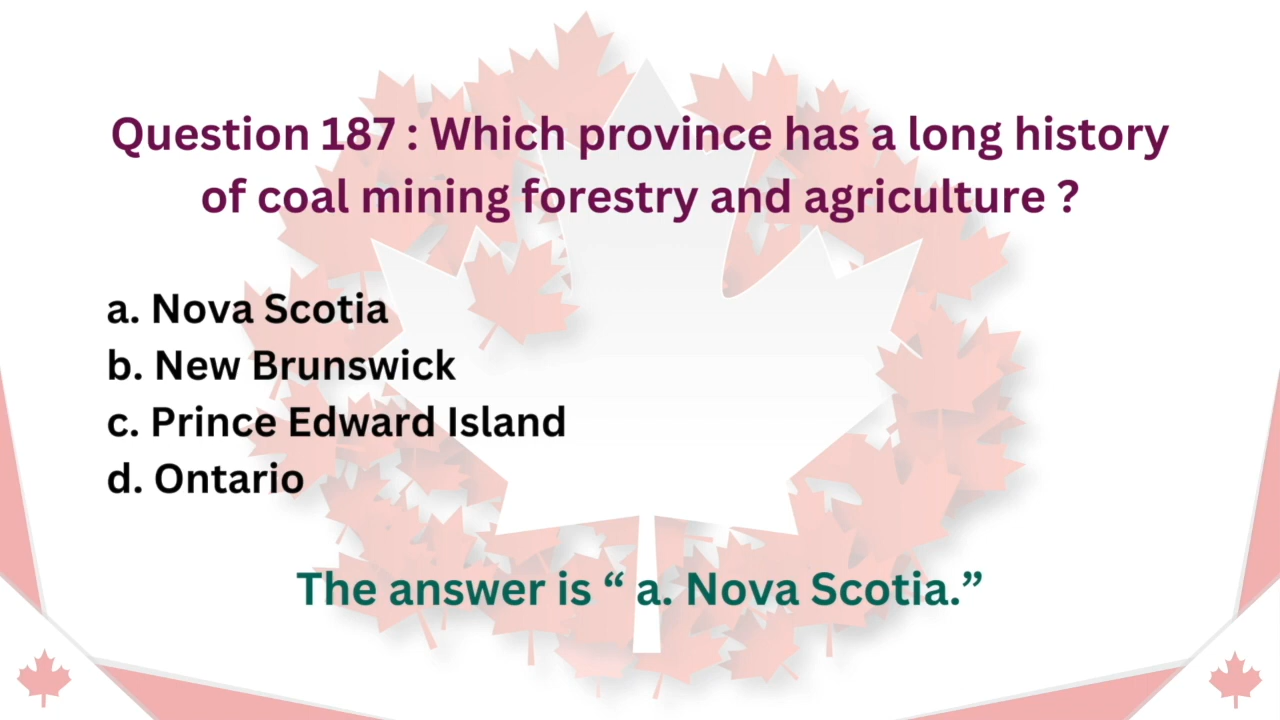 Question 187 : Which province has a long history
of coal mining forestry and agriculture ?
a. Nova Scotia
b. New Brunswick
c. Prince Edward Island
d. Ontario
The answer is “ a. Nova Scotia.”